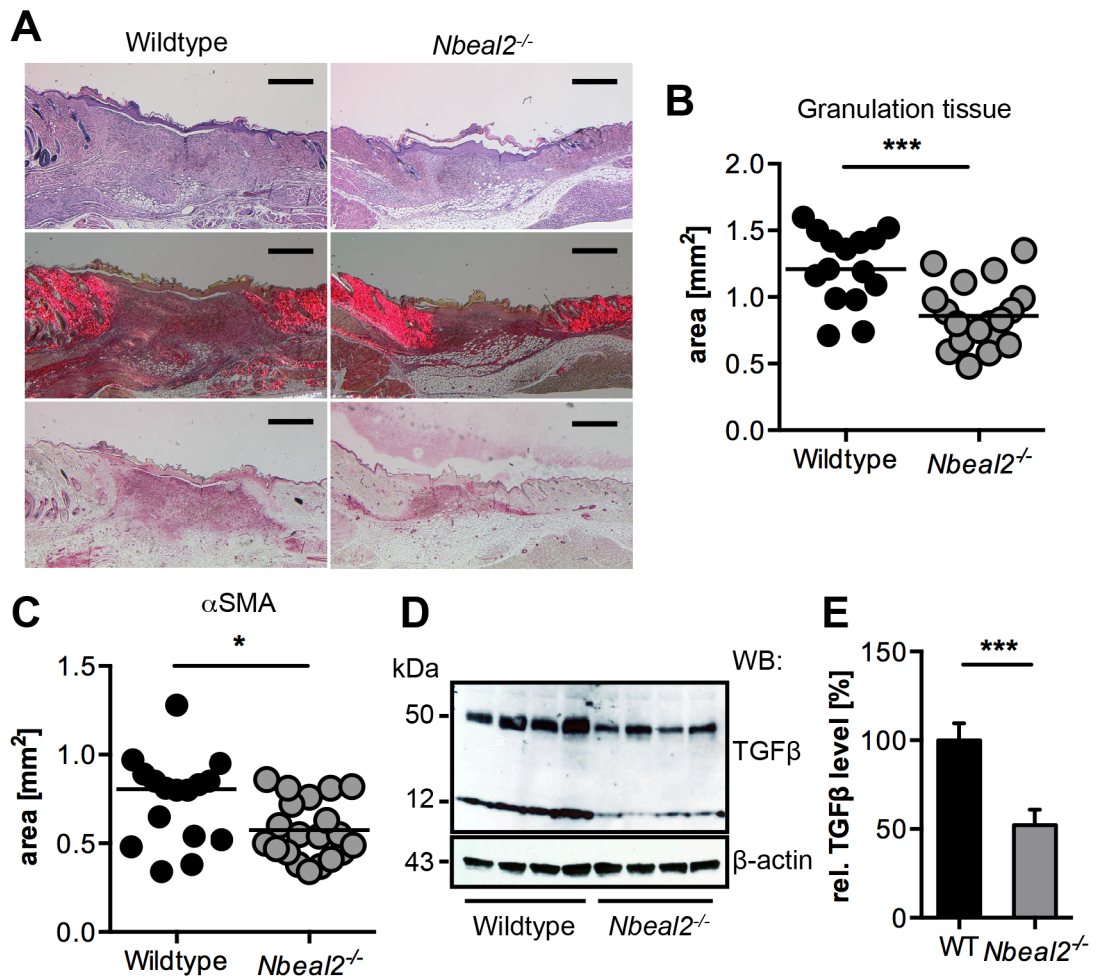 A
Wildtype
Nbeal2-/-
B
Granulation tissue
***
2.0
1.5
1.0
0.5
0.0
area [mm2]
Wildtype
Nbeal2-/-
C
αSMA
*
1.5
1.0
0.5
0.0
area [mm2]
Wildtype
Nbeal2-/-
D
kDa
WB:
50
TGFβ
12
43
β-actin
Wildtype
Nbeal2-/-
E
***
150
100
50
0
rel. TGFβ level [%]
WT
Nbeal2-/-